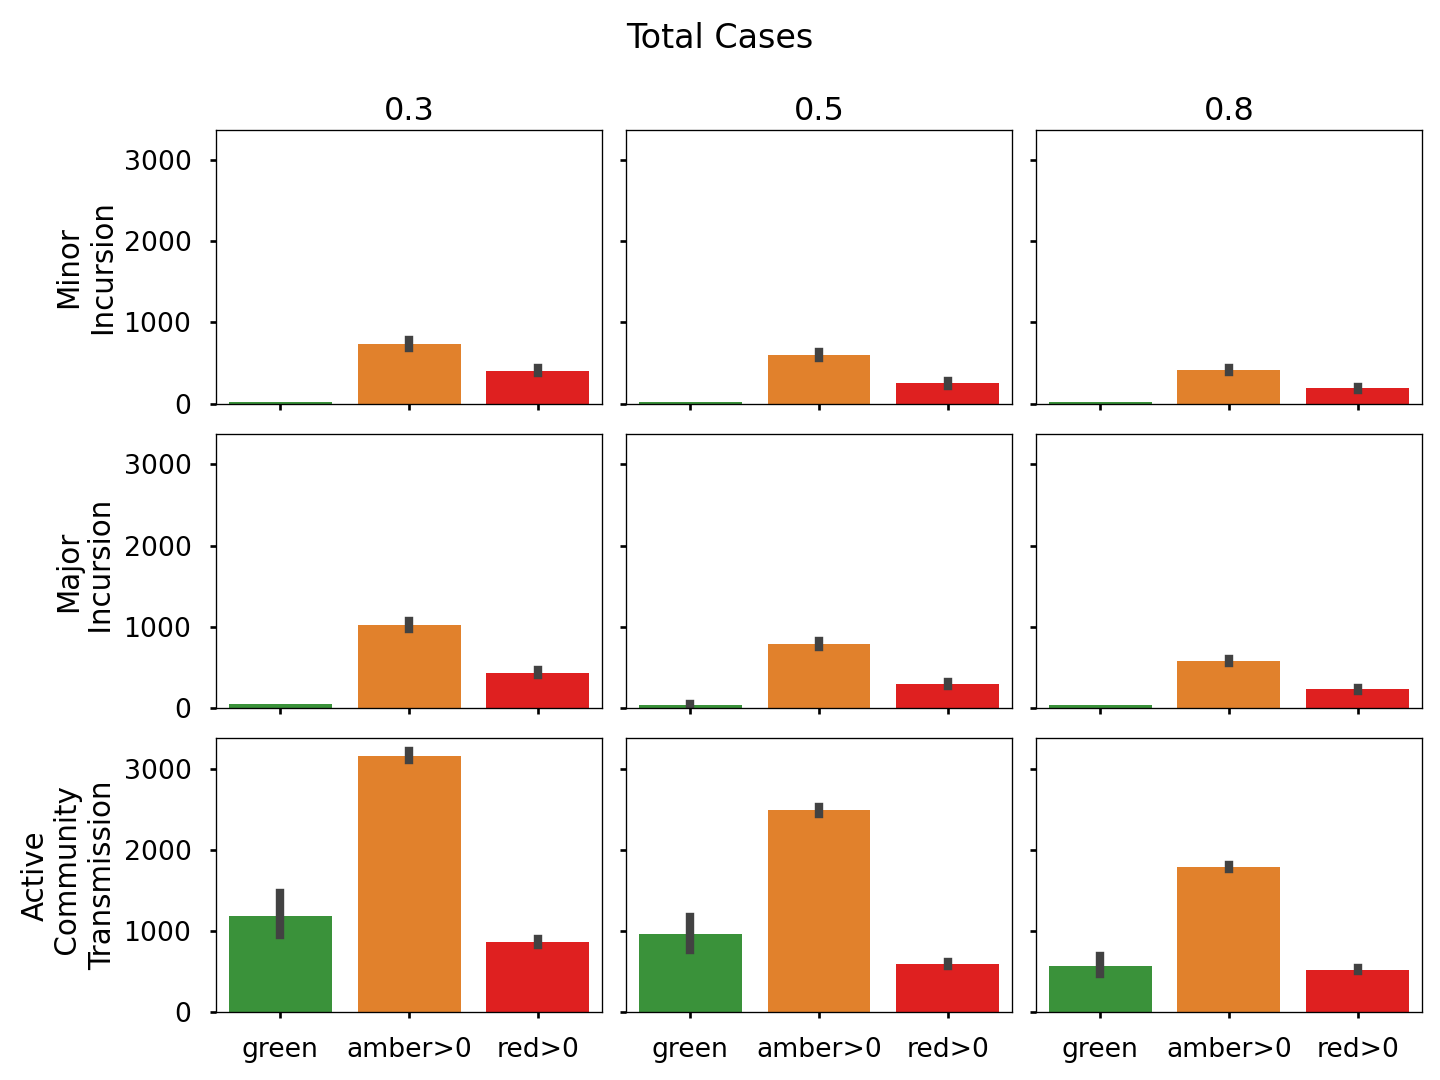 Total Cases
0.3
0.5
0.8
Minor
Incursion
3000
2000
1000
0
Major
Incursion
3000
2000
1000
0
Active
Community
Transmission
3000
2000
1000
0
green amber>0 red>0
green amber>0 red>0
green amber>0 red>0